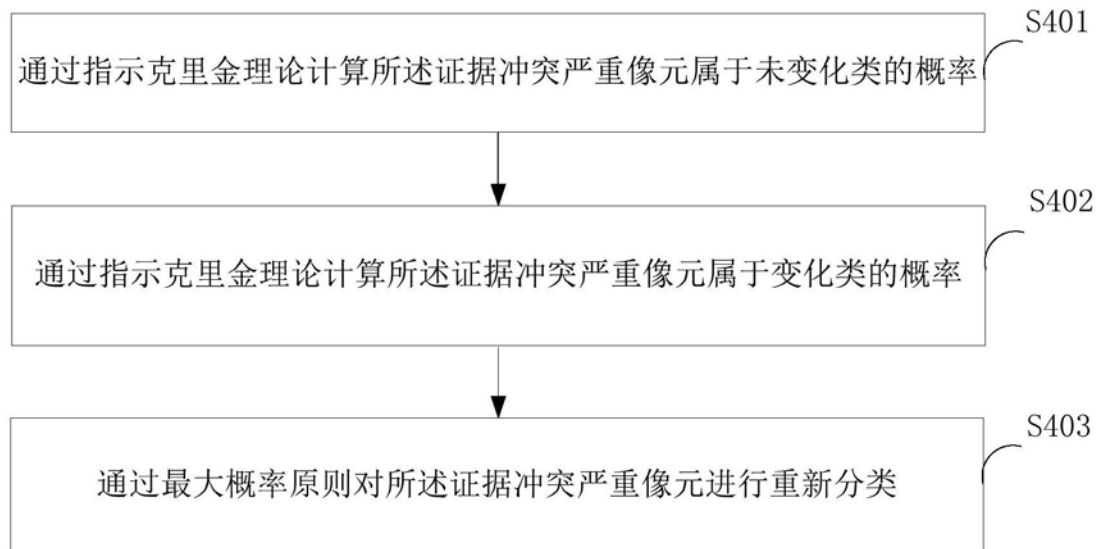 S401
通过指示克里金理论计算所述证据冲突严重像元属于未变化类的概率
S402
通过指示克里金理论计算所述证据冲突严重像元属于变化类的概率
S403
通过最大概率原则对所述证据冲突严重像元进行重新分类